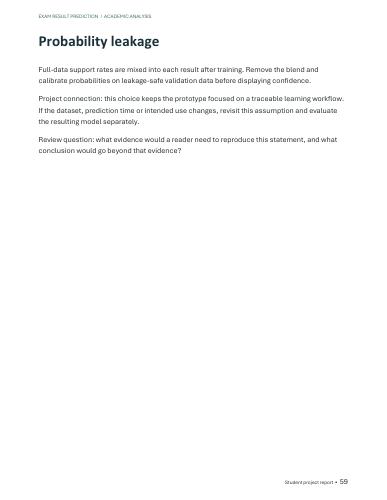 EXAM RESULT PREDICTION | ACADEMIC ANALYSIS
Probability leakage
Full-data support rates are mixed into each result after training. Remove the blend and
calibrate probabilities on leakage-safe validation data before displaying confidence.
Project connection: this choice keeps the prototype focused on a traceable learning workflow.
If the dataset, prediction time or intended use changes, revisit this assumption and evaluate
the resulting model separately.
Review question: what evidence would a reader need to reproduce this statement, and what
conclusion would go beyond that evidence?
Student project report • 59